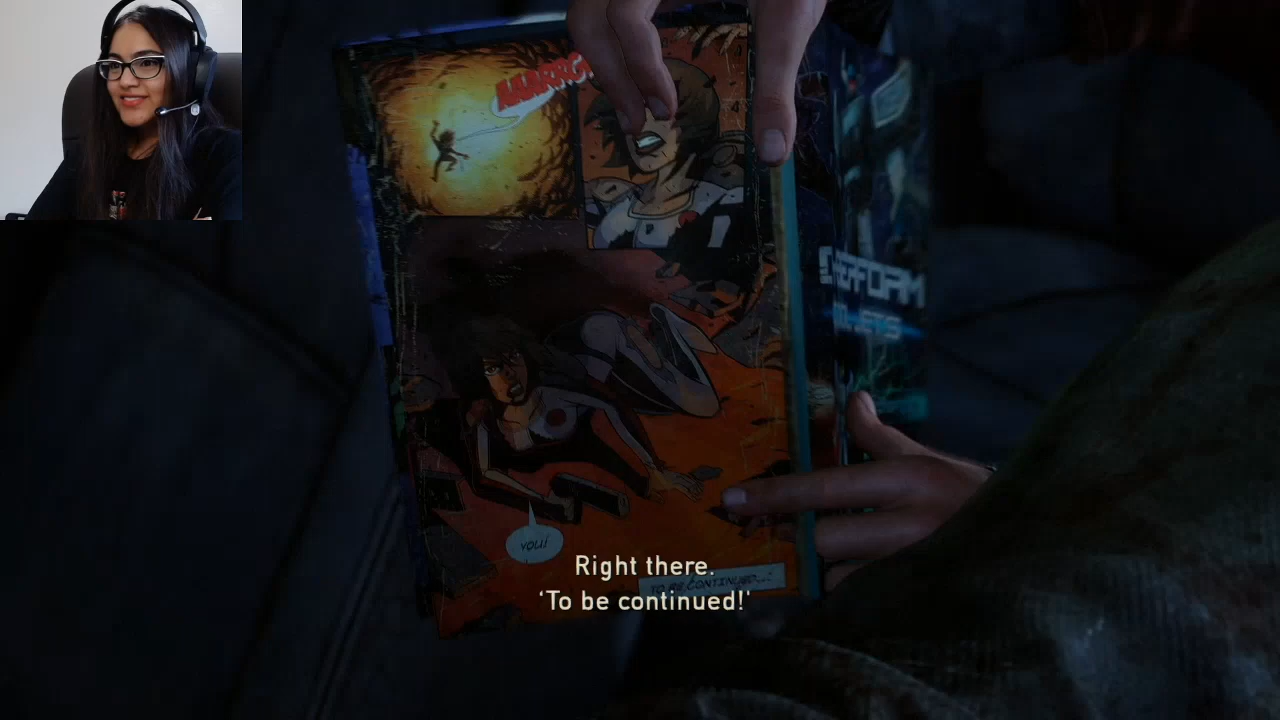 AAARRG!
YOU!
TO BE CONTINUED...
Right there.
‘To be continued!'